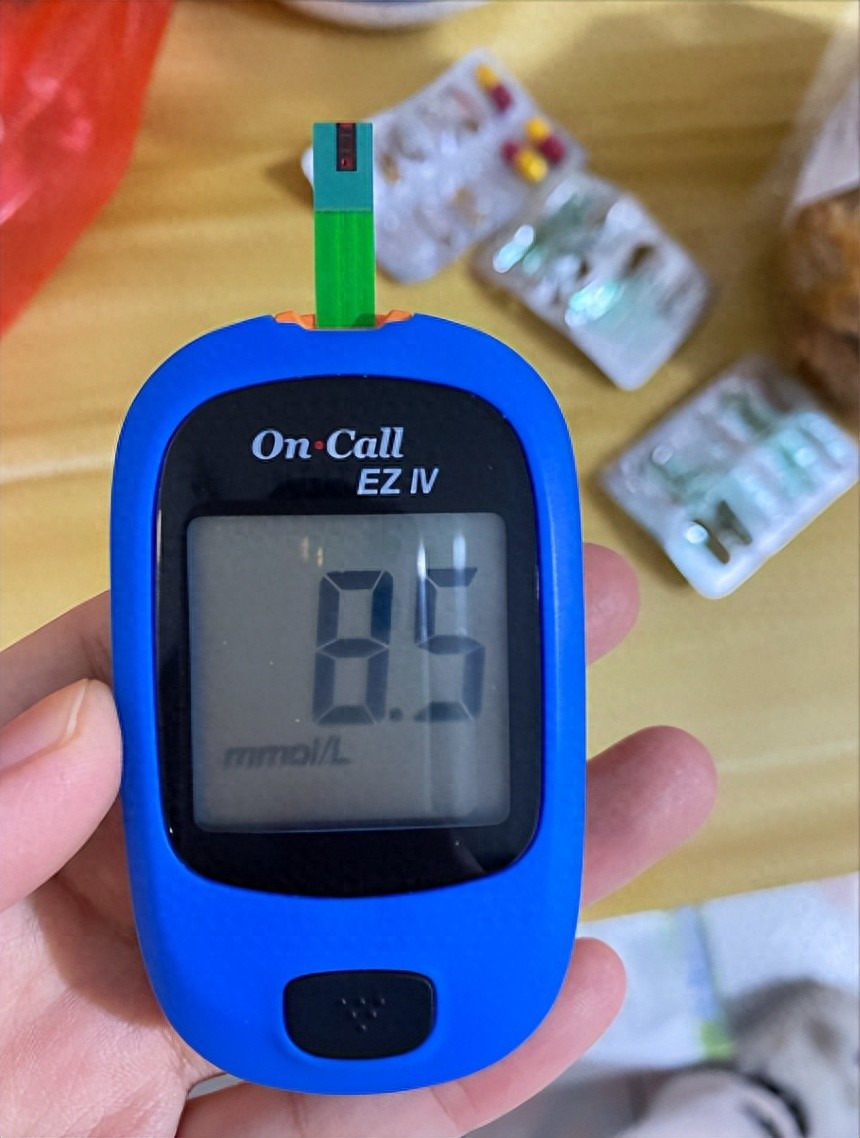 On·Call
EZ IV
8.5
mmol/L